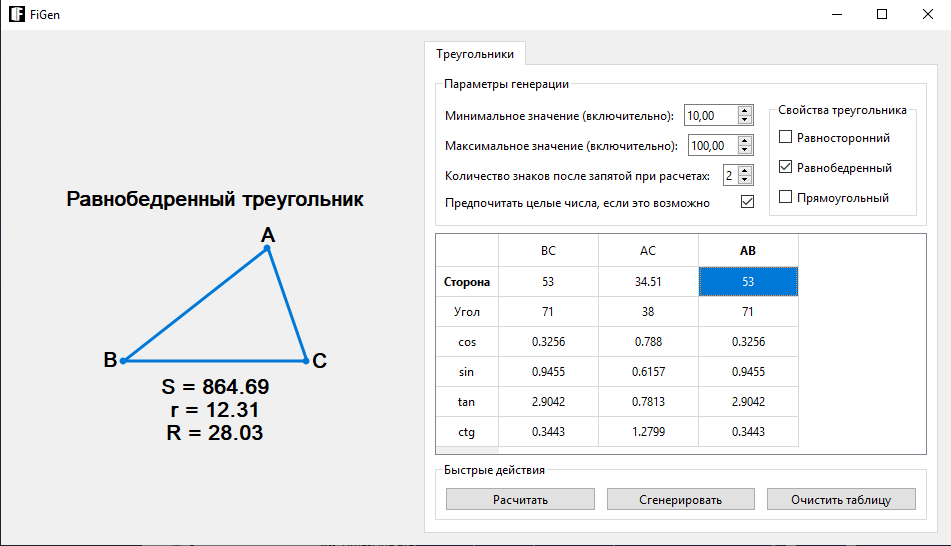 FiGen
Треугольники
Параметры генерации
Минимальное значение (включительно): 10,00
Максимальное значение (включительно): 100,00
Количество знаков после запятой при расчетах: 2
Предпочитать целые числа, если это возможно
Свойства треугольника
Равносторонний
Равнобедренный
Прямоугольный
Равнобедренный треугольник
A
B
C
S = 864.69
r = 12.31
R = 28.03
BC AC AB
Сторона 53 34.51 53
Угол 71 38 71
cos 0.3256 0.788 0.3256
sin 0.9455 0.6157 0.9455
tan 2.9042 0.7813 2.9042
ctg 0.3443 1.2799 0.3443
Быстрые действия
Расчитать Сгенерировать Очистить таблицу